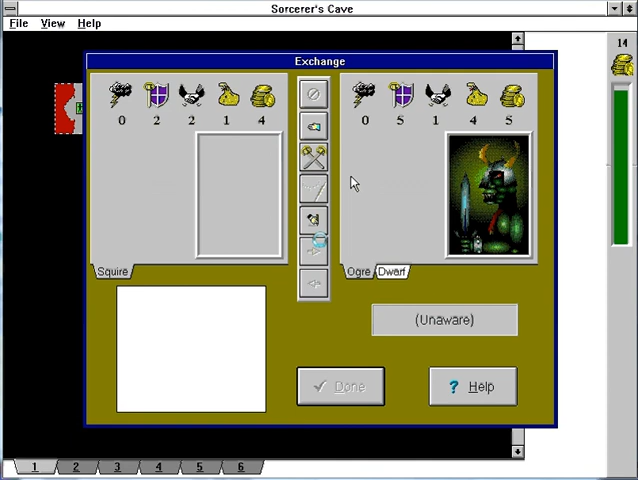 Sorcerer's Cave
File View Help
Exchange
14
0 2 2 1 4
0 5 1 4 5
Squire
Ogre Dwarf
(Unaware)
Done
? Help
1 2 3 4 5 6